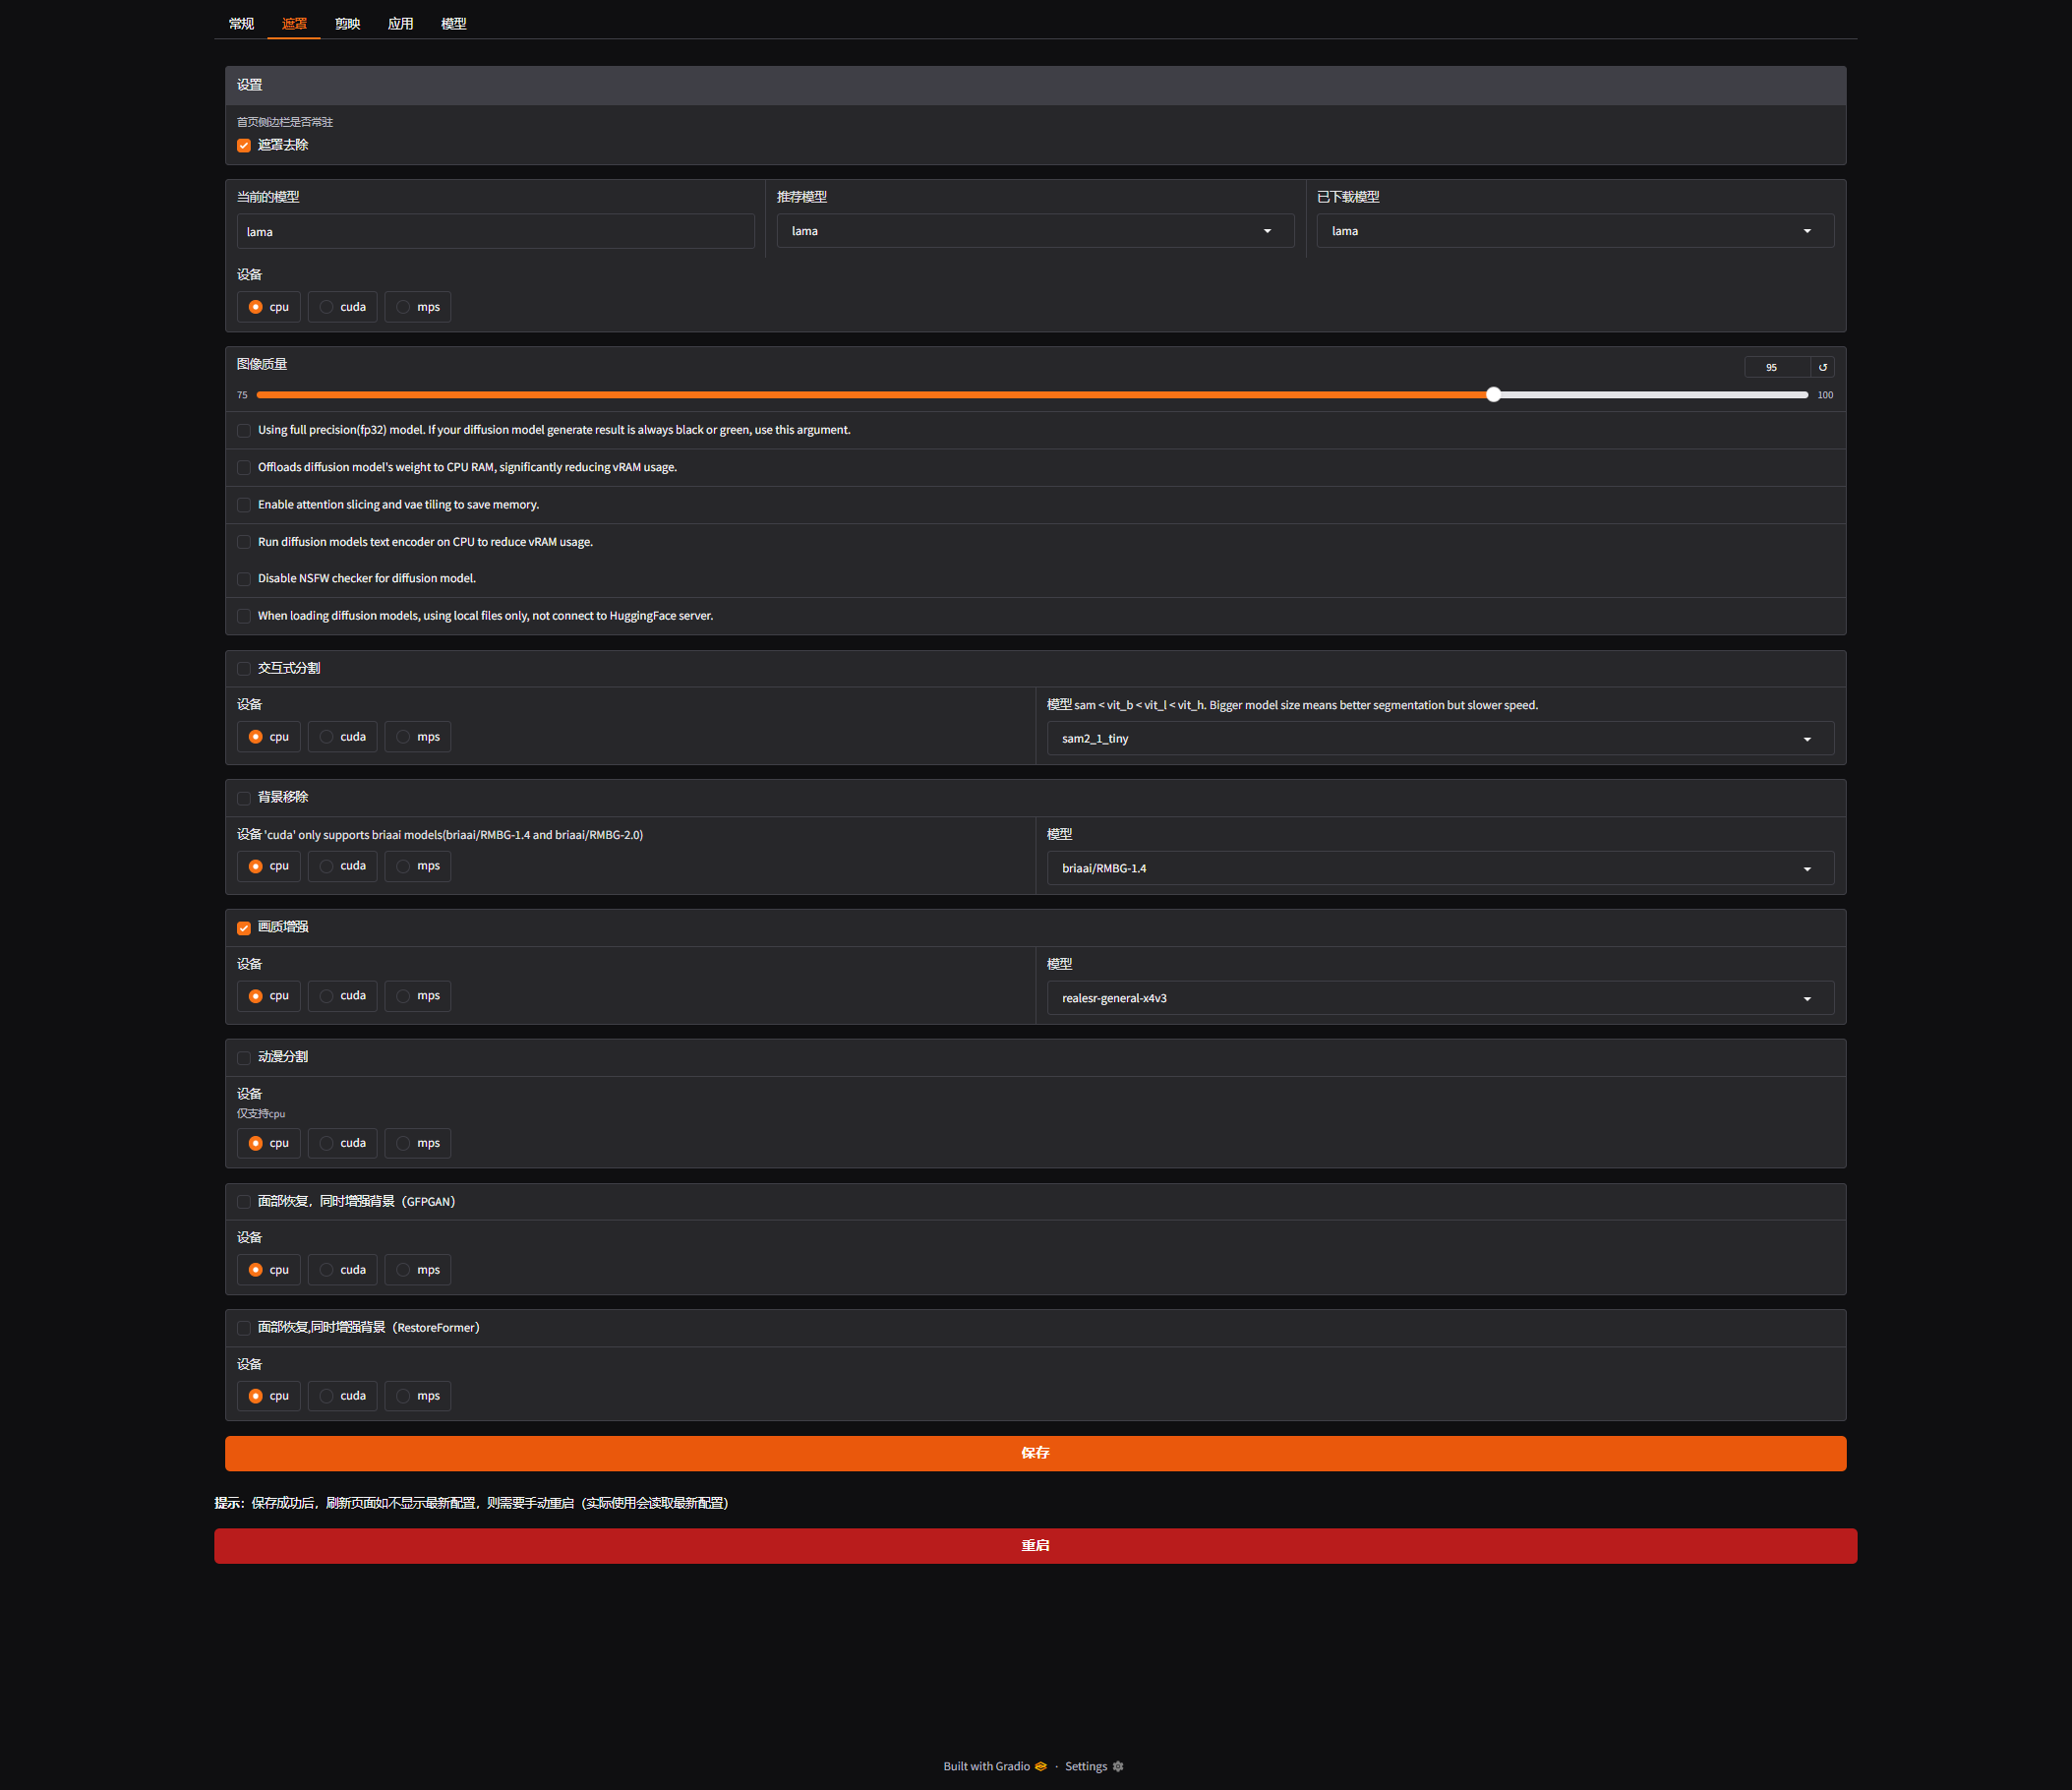 常规 遮罩 剪映 应用 模型
设置
首页侧边栏是否常驻
遮罩去除
当前的模型 推荐模型 已下载模型
lama lama lama
设备
cpu cuda mps
图像质量 95 ↺
75 100
Using full precision(fp32) model. If your diffusion model generate result is always black or green, use this argument.
Offloads diffusion model's weight to CPU RAM, significantly reducing vRAM usage.
Enable attention slicing and vae tiling to save memory.
Run diffusion models text encoder on CPU to reduce vRAM usage.
Disable NSFW checker for diffusion model.
When loading diffusion models, using local files only, not connect to HuggingFace server.
交互式分割
设备 模型 sam < vit_b < vit_l < vit_h. Bigger model size means better segmentation but slower speed.
cpu cuda mps sam2_1_tiny
背景移除
设备 'cuda' only supports briaai models(briaai/RMBG-1.4 and briaai/RMBG-2.0) 模型
cpu cuda mps briaai/RMBG-1.4
画质增强
设备 模型
cpu cuda mps realesr-general-x4v3
动漫分割
设备
仅支持cpu
cpu cuda mps
面部恢复，同时增强背景（GFPGAN）
设备
cpu cuda mps
面部恢复,同时增强背景（RestoreFormer）
设备
cpu cuda mps
保存
提示：保存成功后，刷新页面如不显示最新配置，则需要手动重启（实际使用会读取最新配置）
重启
Built with Gradio · Settings